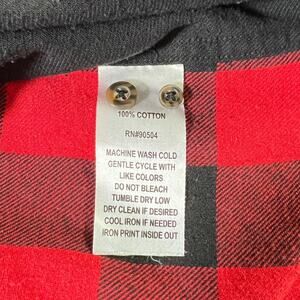 100% COTTON
RN#90504
MACHINE WASH COLD
GENTLE CYCLE WITH
LIKE COLORS
DO NOT BLEACH
TUMBLE DRY LOW
DRY CLEAN IF DESIRED
COOL IRON IF NEEDED
IRON PRINT INSIDE OUT